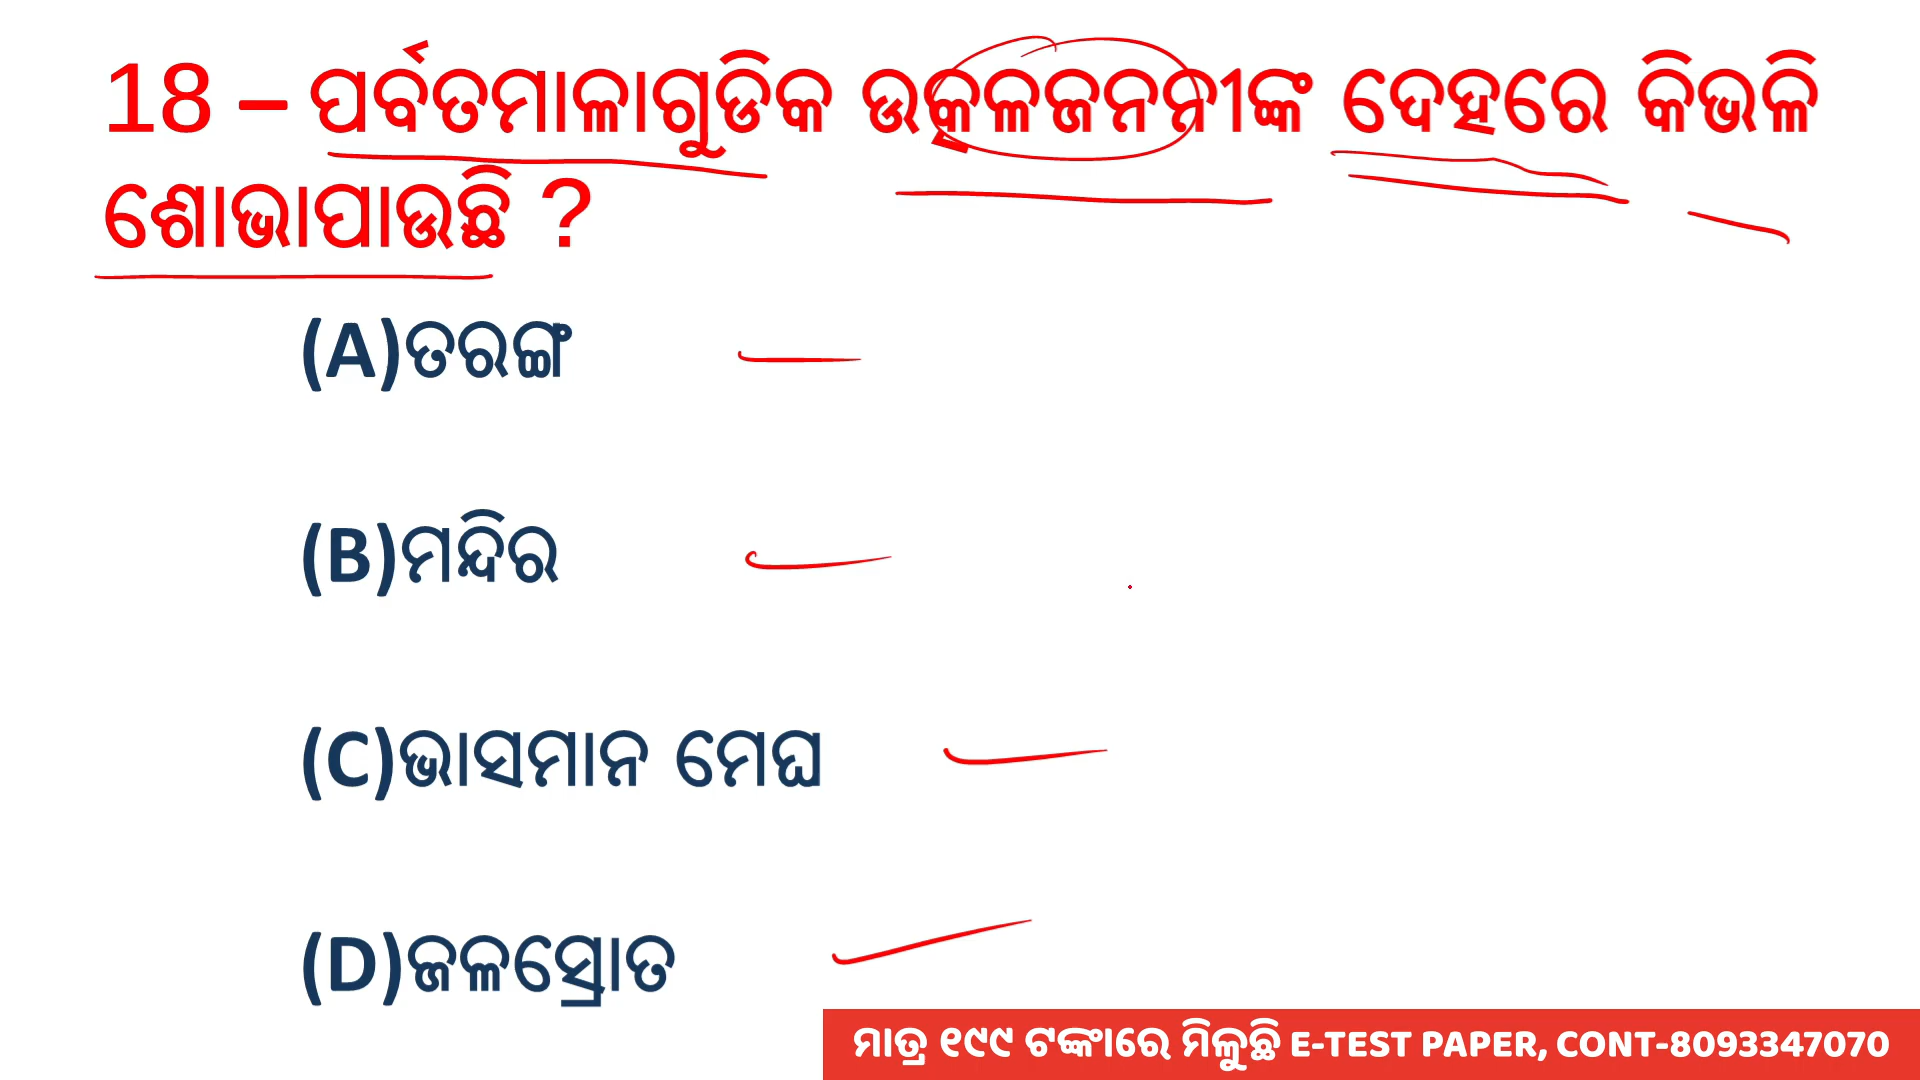 18 – ପର୍ବତମାଳାଗୁଡିକ ଉତ୍କଳଜନନୀଙ୍କ ଦେହରେ କିଭଳି
ଶୋଭାପାଉଛି ?
(A)ତରଙ୍ଗ
(B)ମନ୍ଦିର
(C)ଭାସମାନ ମେଘ
(D)ଜଳସ୍ରୋତ
ମାତ୍ର ୧୯୯ ଟଙ୍କାରେ ମିଳୁଛି E-TEST PAPER, CONT-8093347070